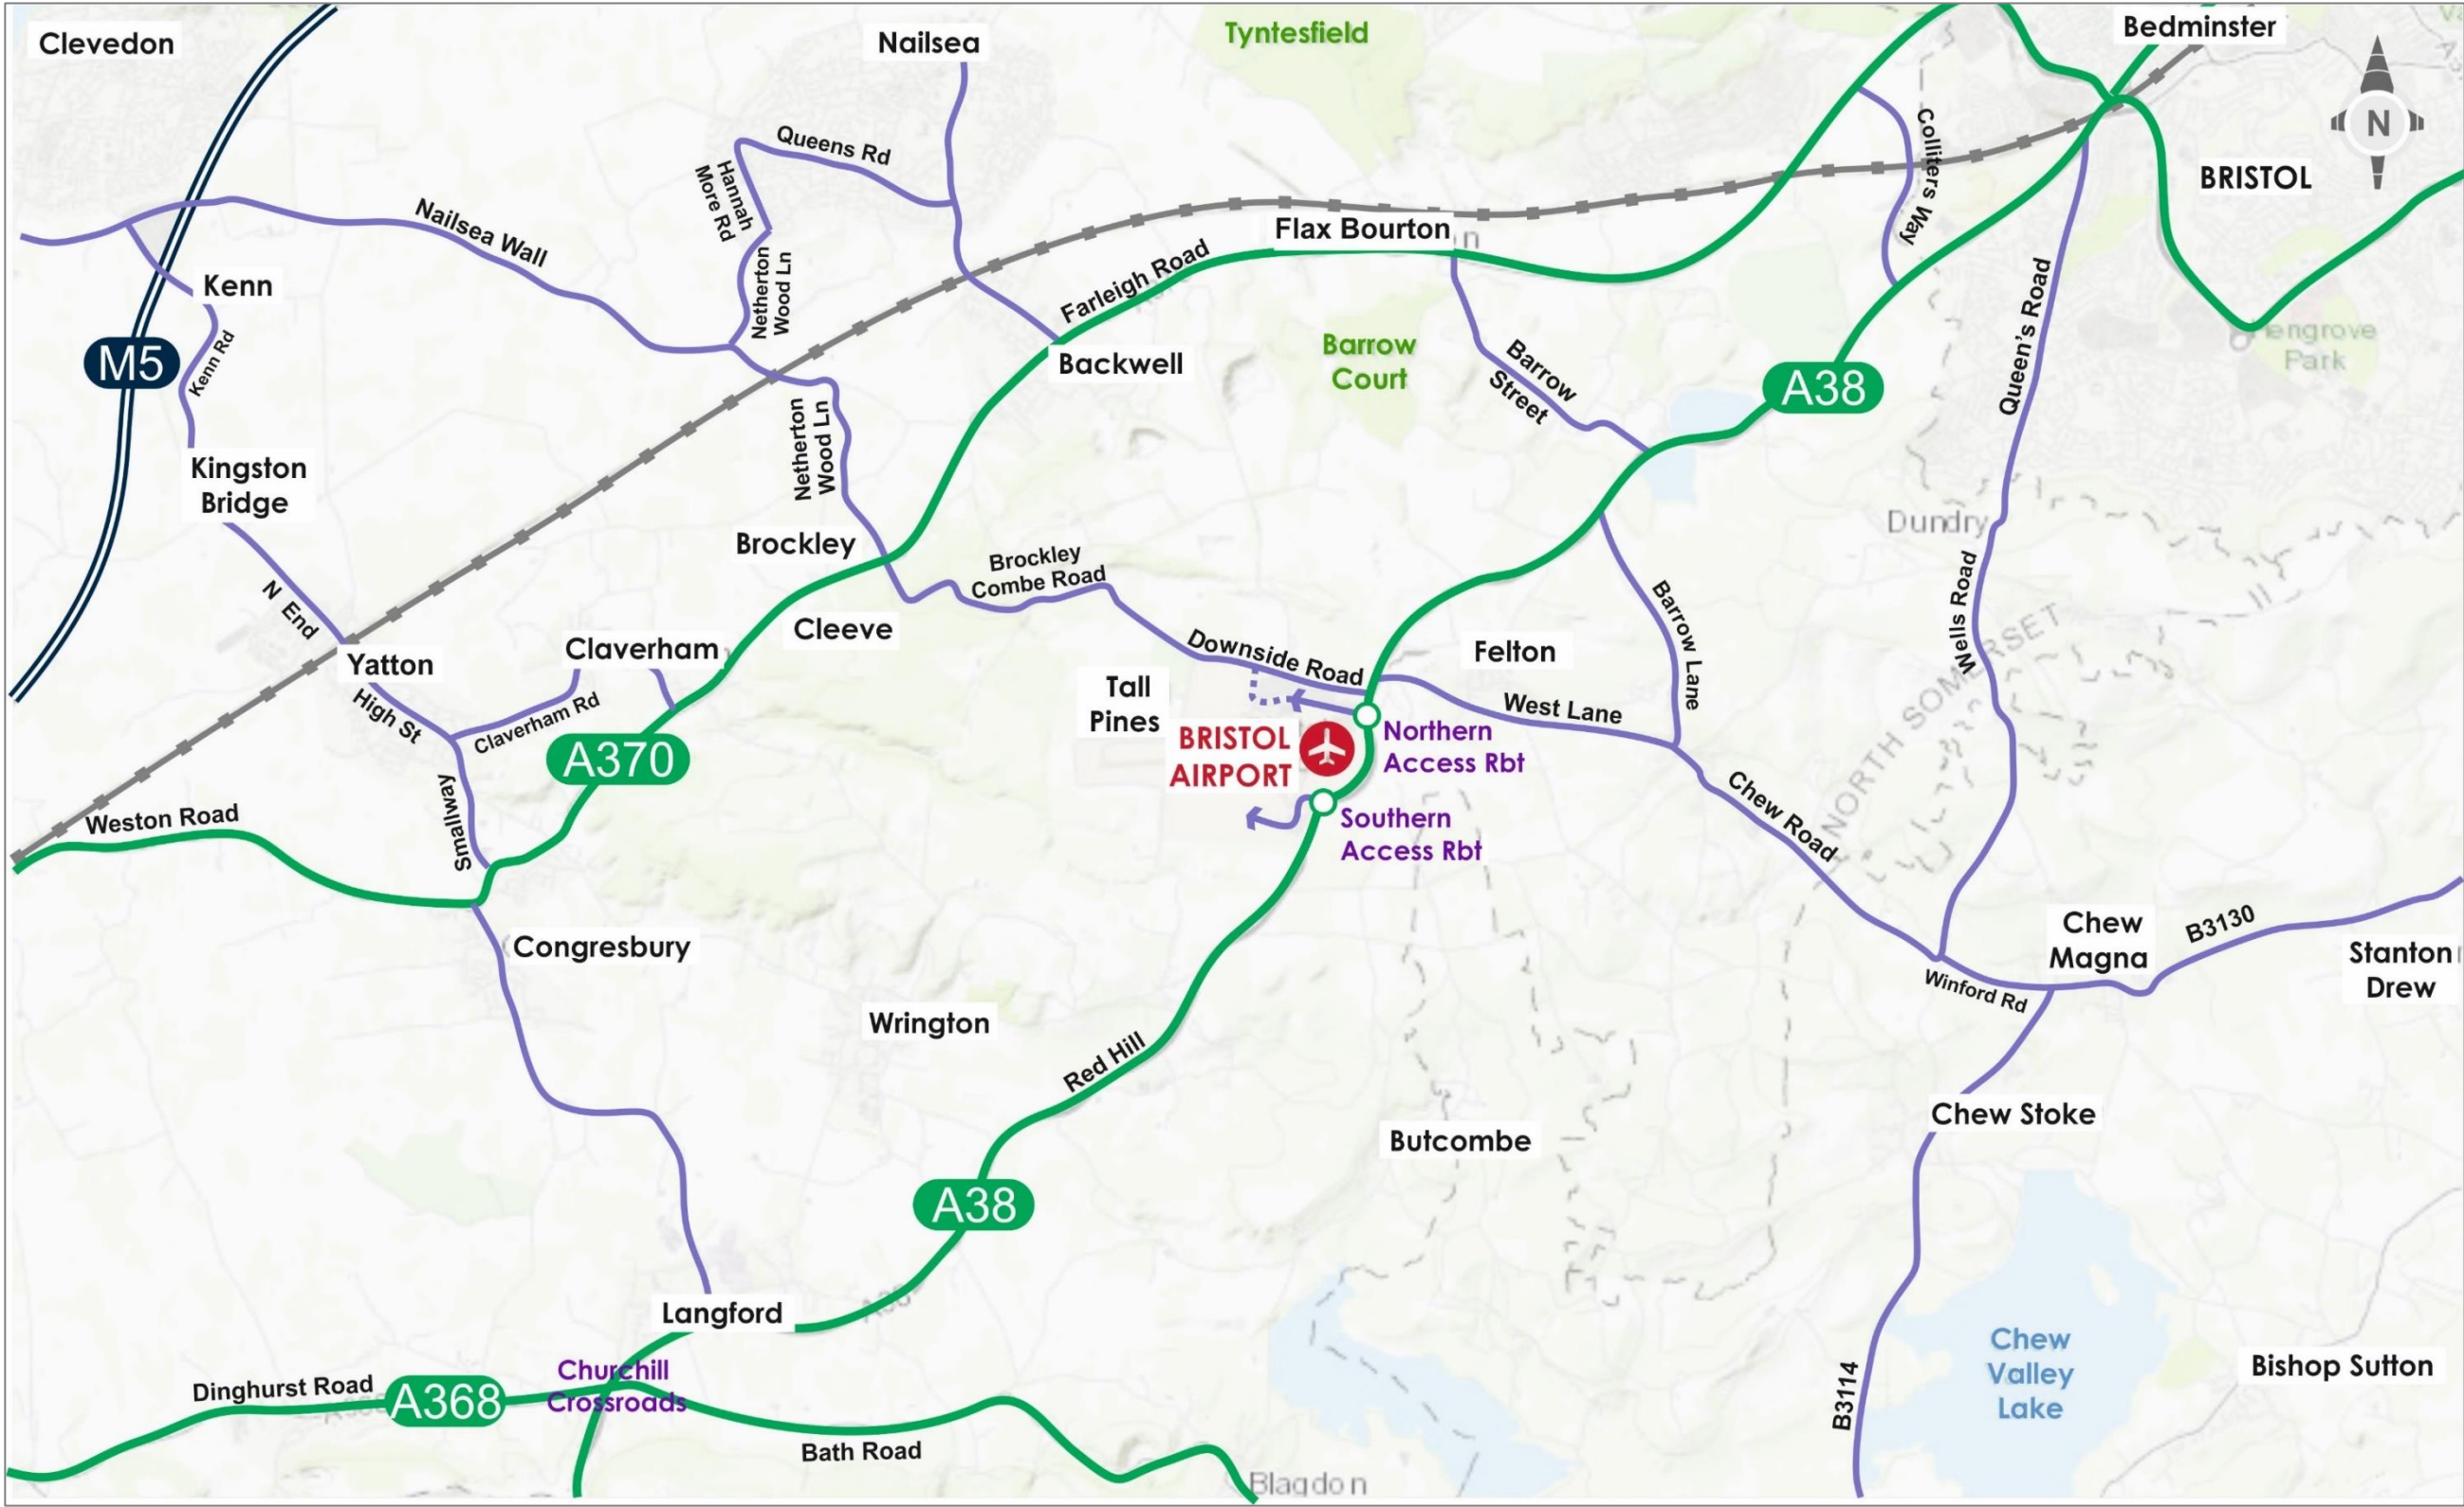 Clevedon
Nailsea
Tyntesfield
Bedminster
N
BRISTOL
Queens Rd
Hannah
More Rd
Colliters Way
Nailsea Wall
Flax Bourton
Farleigh Road
Netherton
Wood Ln
Kenn
Kenn Rd
M5
Backwell
Barrow
Court
Barrow
Street
A38
Queen's Road
engrove
Park
Netherton
Wood Ln
Kingston
Bridge
Dundry
Brockley
Brockley
Combe Road
N End
Cleeve
Claverham
Yatton
High St
Claverham Rd
Downside Road
Felton
Barrow Lane
Wells Road
Tall
Pines
West Lane
BRISTOL
AIRPORT
Northern
Access Rbt
Southern
Access Rbt
A370
Smallway
Weston Road
Chew Road
NORTH SOMERSET
Congresbury
Chew
Magna
B3130
Stanton
Drew
Winford Rd
Wrington
Red Hill
Butcombe
Chew Stoke
A38
Langford
A38
Churchill
Crossroads
Dinghurst Road
A368
Bath Road
Blagdon
B3114
Chew
Valley
Lake
Bishop Sutton